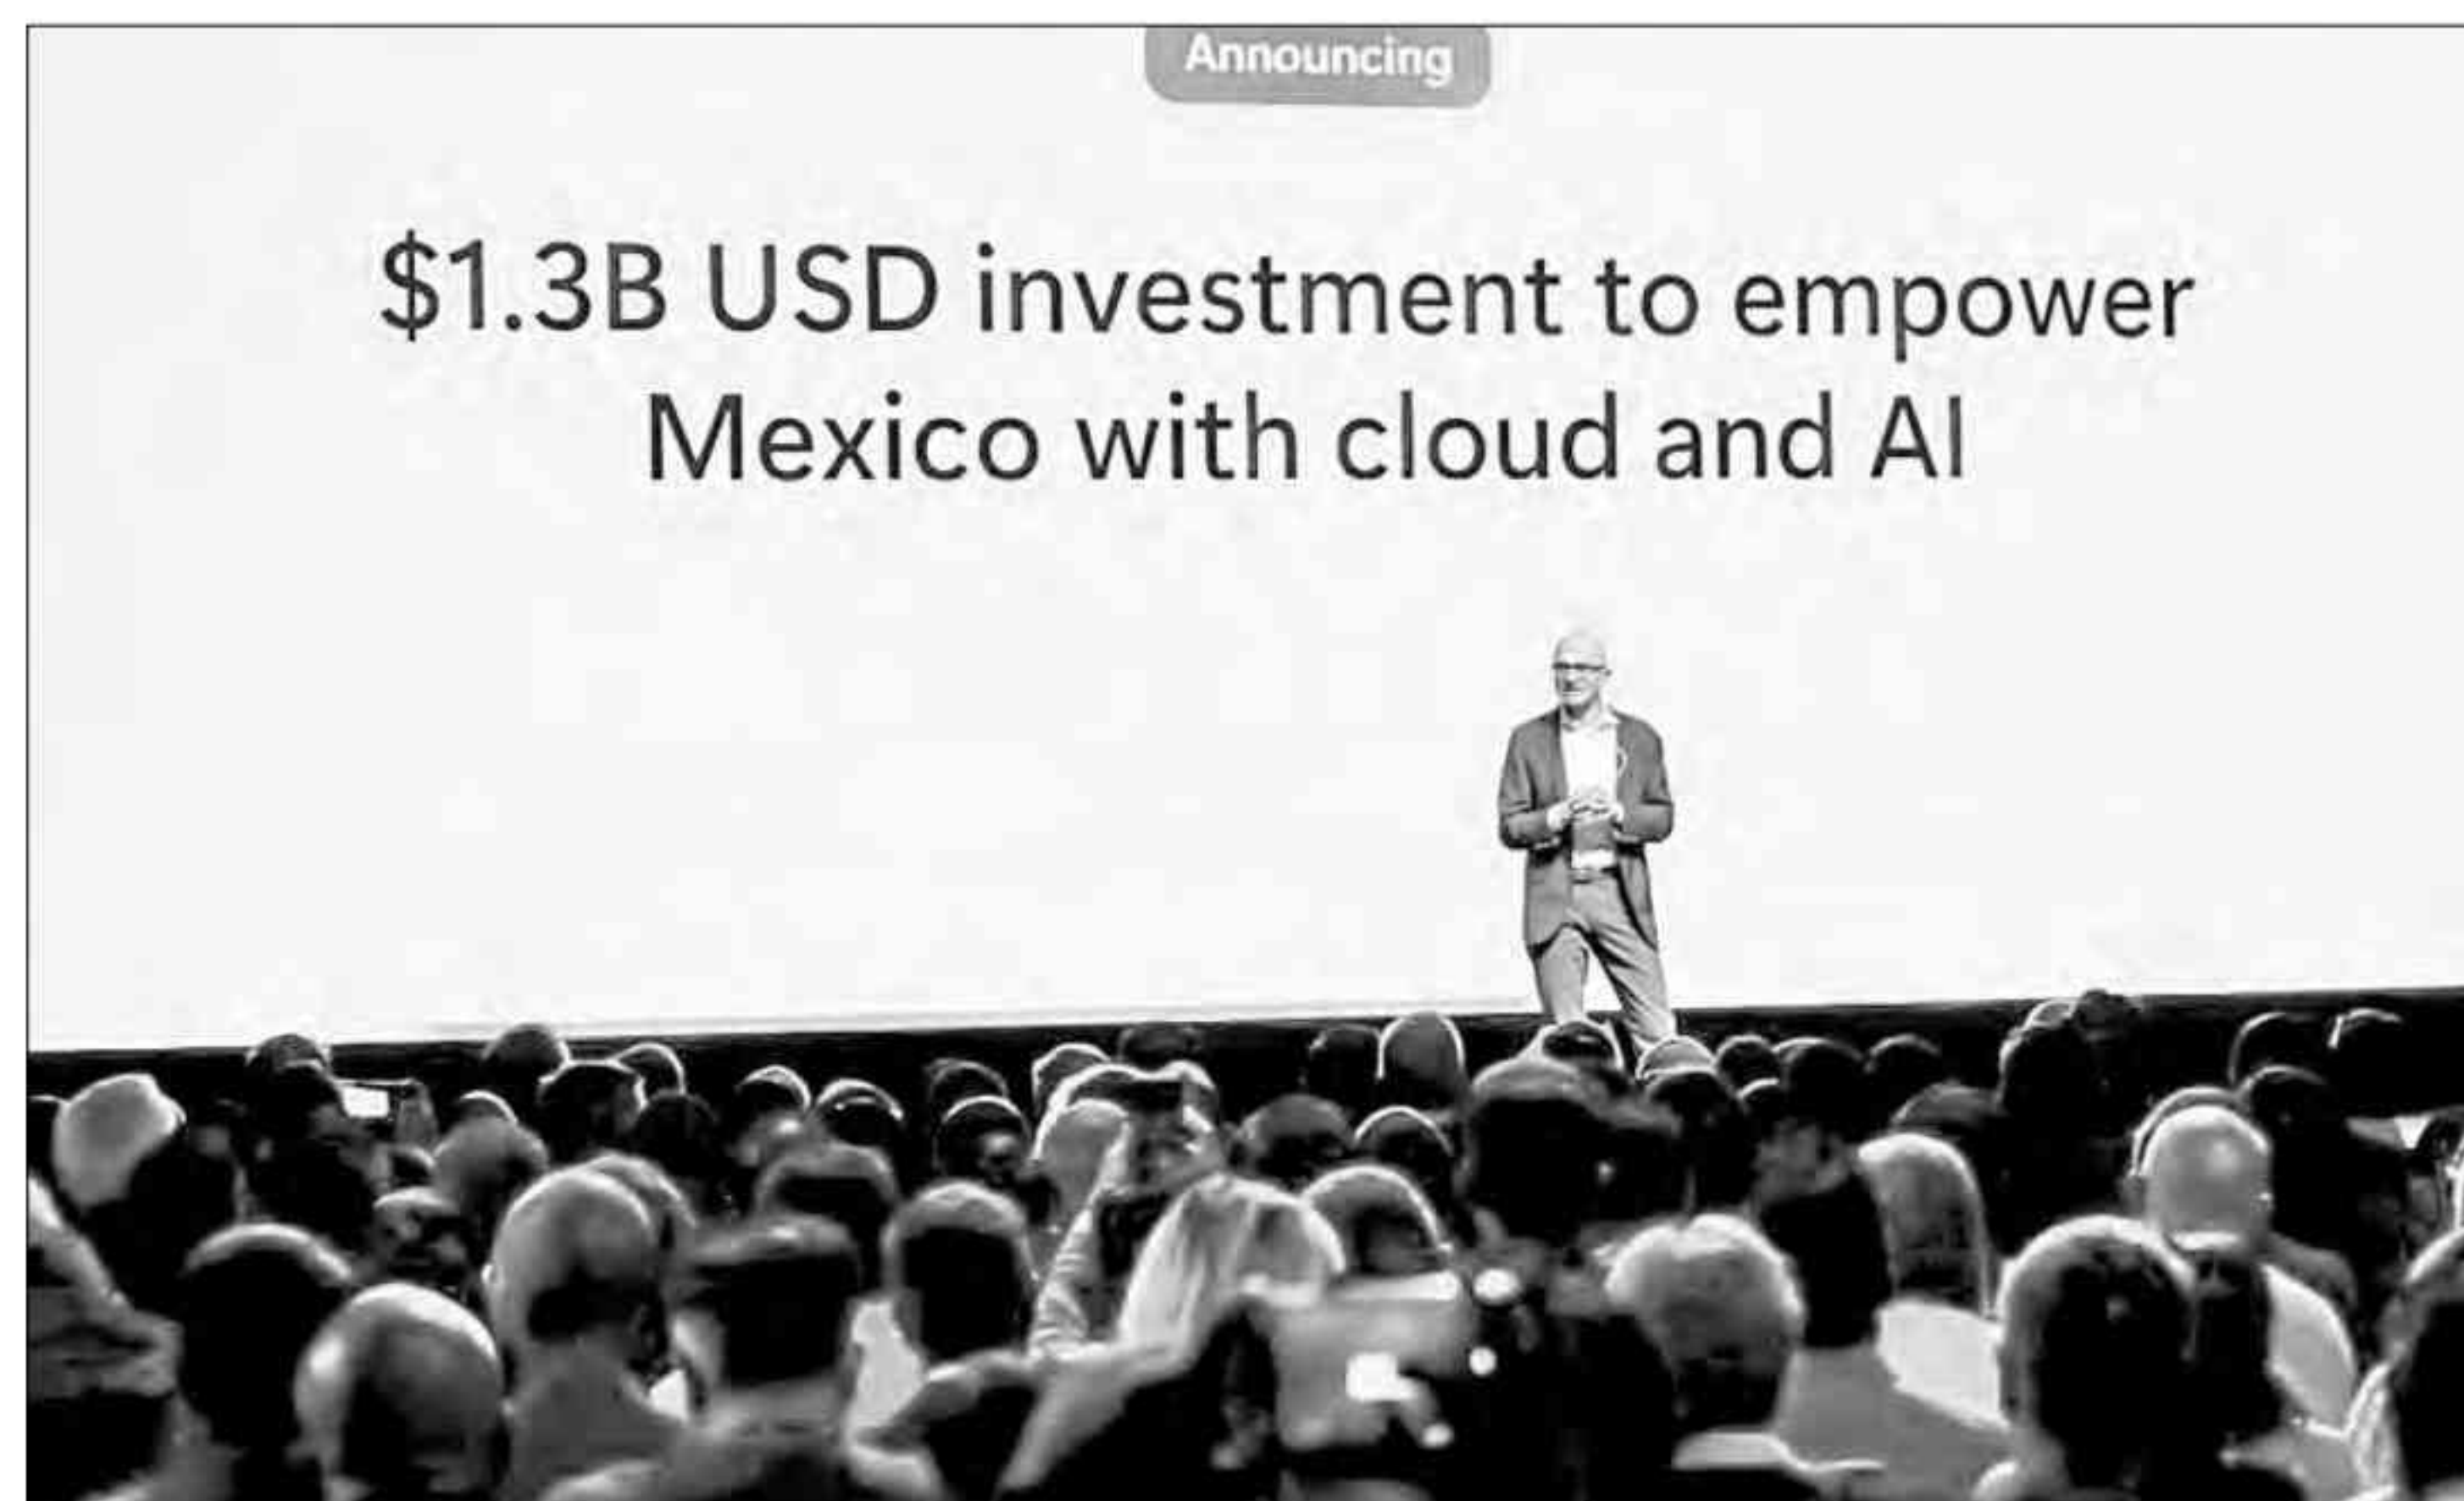 Announcing
$1.3B USD investment to empower
Mexico with cloud and AI